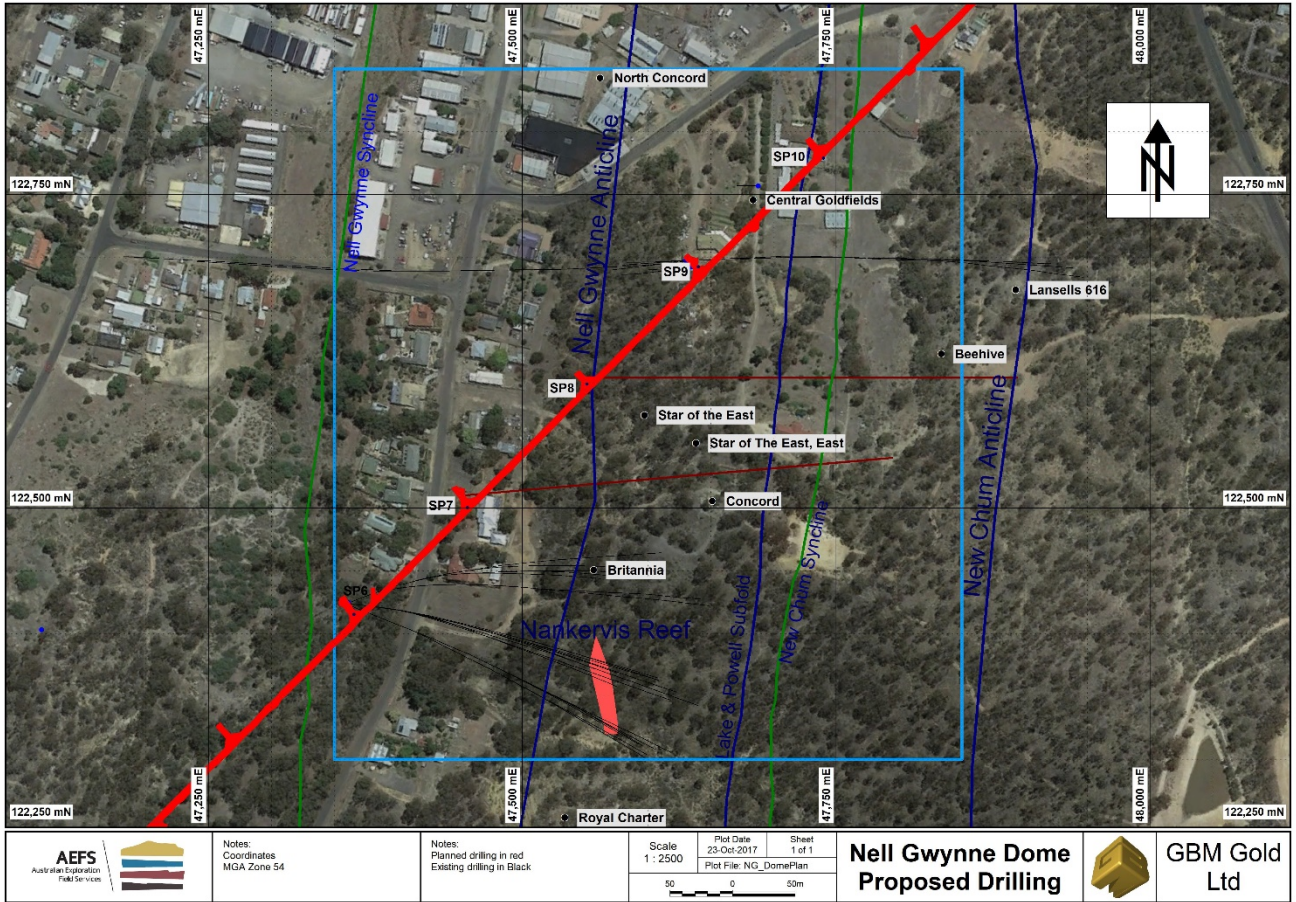 47,250 mE
47,500 mE
47,750 mE
48,000 mE
North Concord
Nell Gwynne Syncline
Nell Gwynne Anticline
SP10
N
122,750 mN
122,750 mN
Central Goldfields
SP9
Lansells 616
Beehive
SP8
Star of the East
Star of The East, East
New Chum Anticline
122,500 mN
SP7
Concord
122,500 mN
New Chum Syncline
Britannia
SP6
Nankervis Reef
Lake & Powell Subfold
47,250 mE
47,500 mE
47,750 mE
48,000 mE
122,250 mN
Royal Charter
122,250 mN
AEFS
Australian Exploration
Field Services
Notes:
Coordinates
MGA Zone 54
Notes:
Planned drilling in red
Existing drilling in Black
Scale
1 : 2500
Plot Date
23-Oct-2017
Sheet
1 of 1
Plot File: NG_DomePlan
50 0 50m
Nell Gwynne Dome
Proposed Drilling
GBM Gold
Ltd